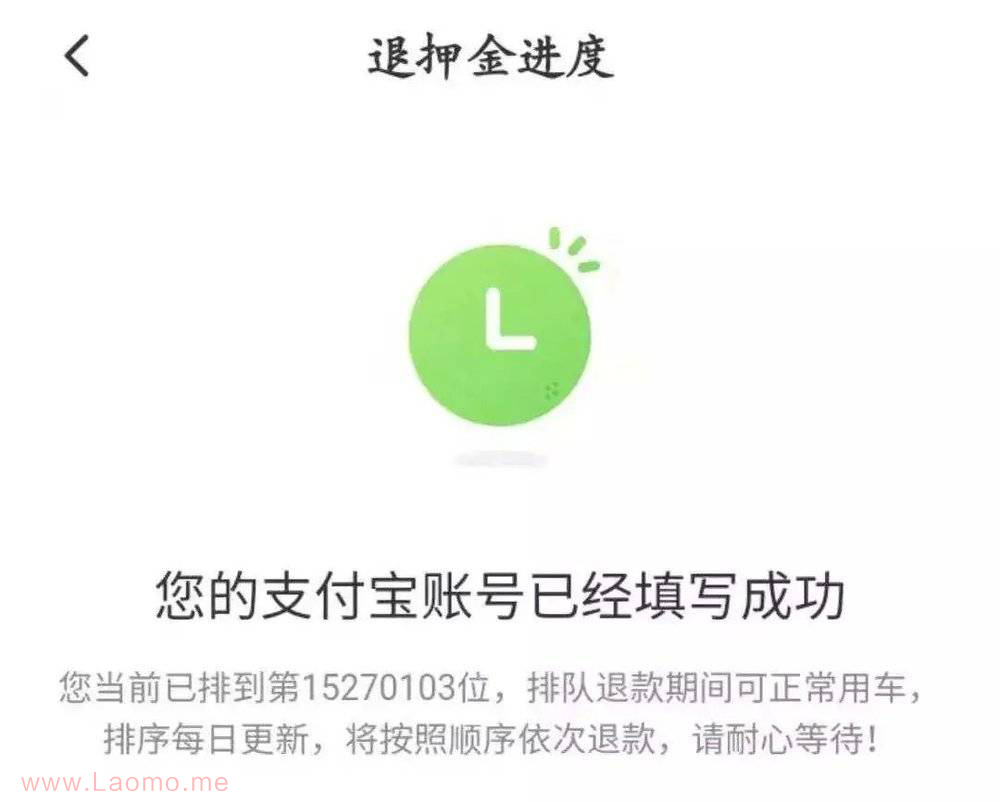 退押金进度
您的支付宝账号已经填写成功
您当前已排到第15270103位，排队退款期间可正常用车，
排序每日更新，将按照顺序依次退款，请耐心等待！
www.Laomo.me